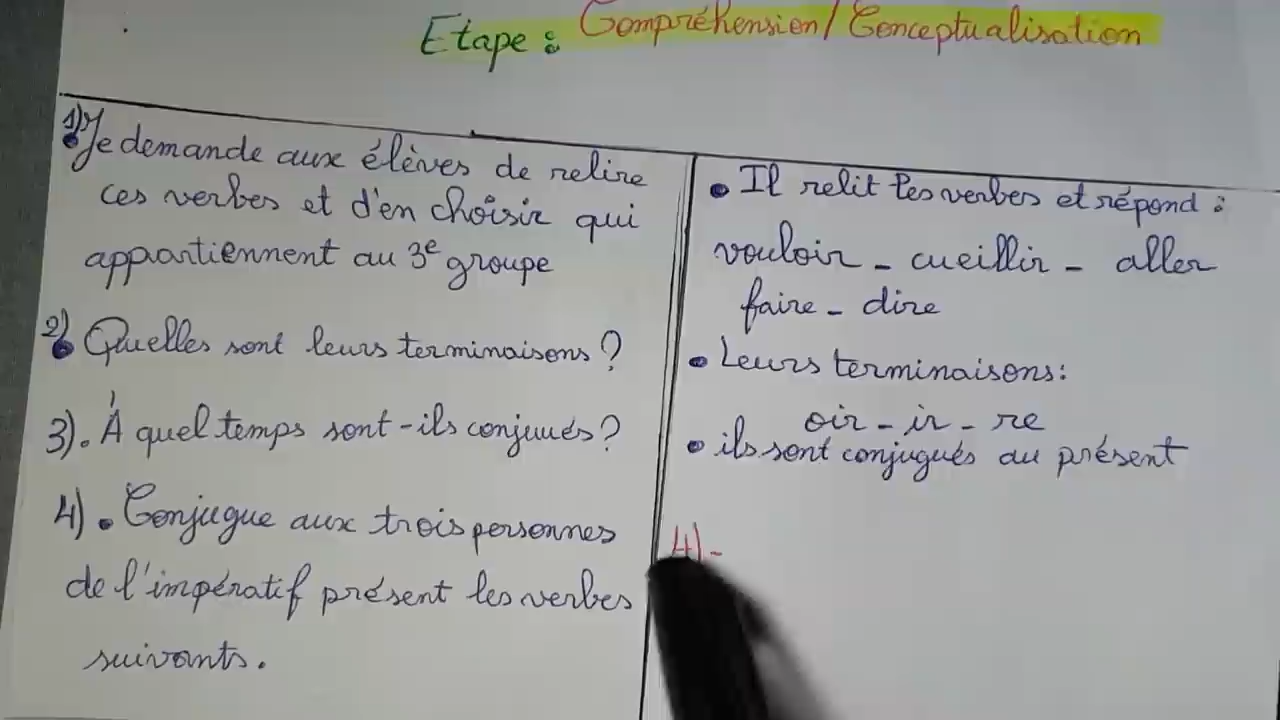 Etape : Compréhension / Conceptualisation
1) Je demande aux élèves de relire
ces verbes et d'en choisir qui
appartiennent au 3e groupe
2) Quelles sont leurs terminaisons ?
3). À quel temps sont-ils conjuués ?
4). Conjugue aux trois personnes
de l'impératif présent les verbes
suivants.
• Il relit les verbes et répond :
vouloir - cueillir - aller
faire - dire
• Leurs terminaisons :
oir - ir - re
• ils sont conjugués au présent
4) -